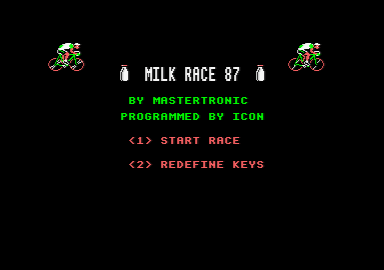 MILK RACE 87
BY MASTERTRONIC
PROGRAMMED BY ICON
<1> START RACE
<2> REDEFINE KEYS